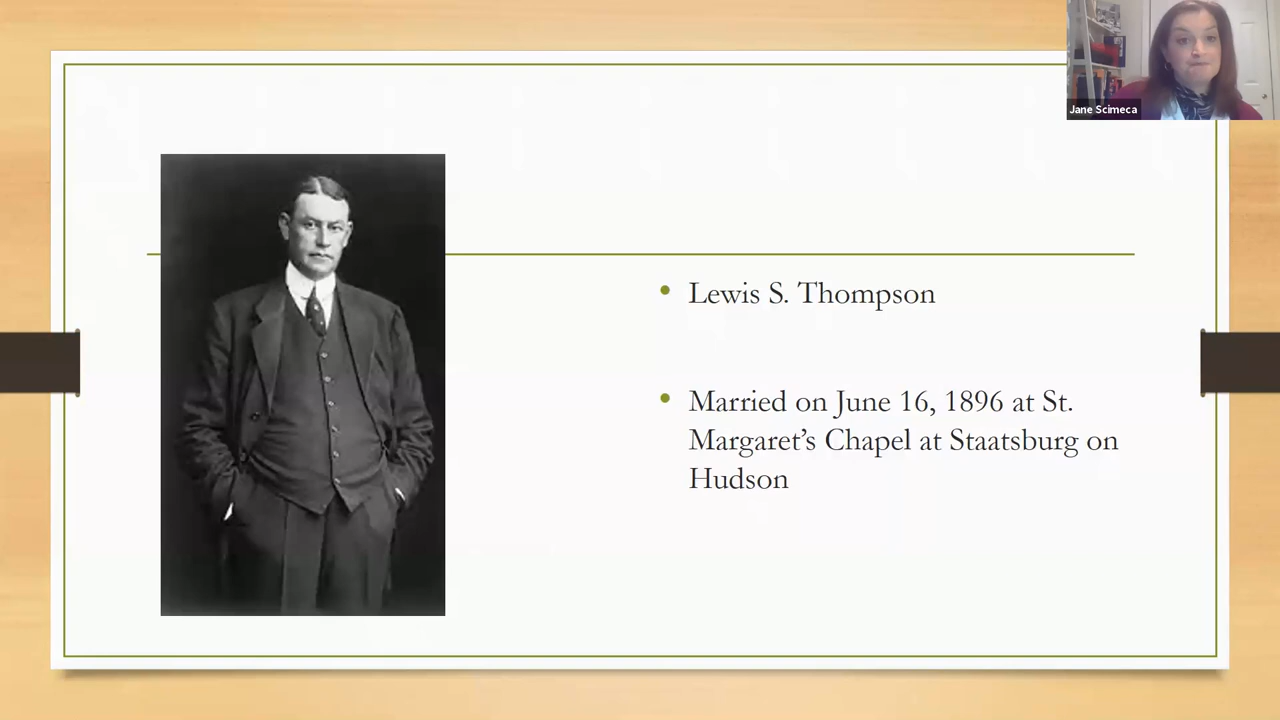 Jane Scimeca
• Lewis S. Thompson
• Married on June 16, 1896 at St.
Margaret’s Chapel at Staatsburg on
Hudson